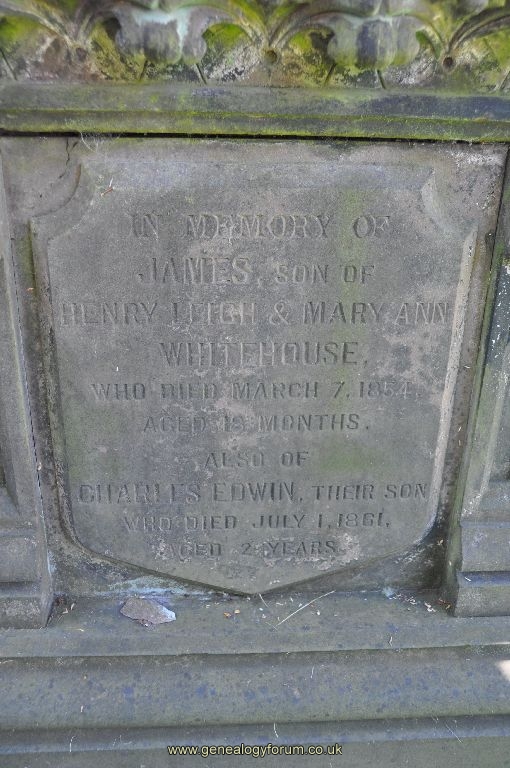 IN MEMORY OF
JAMES, SON OF
HENRY LEIGH & MARY ANN
WHITEHOUSE,
WHO DIED MARCH 7, 1854,
AGED MONTHS.
ALSO OF
CHARLES EDWIN, THEIR SON
WHO DIED JULY 1, 1861,
AGED 2 YEARS.
www.genealogyforum.co.uk